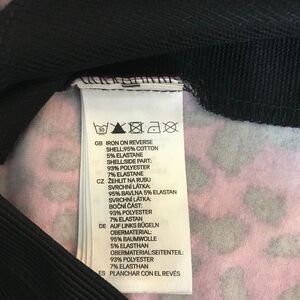 30
GB IRON ON REVERSE
SHELL:95% COTTON
5% ELASTANE
SHELL:SIDE PART:
93% POLYESTER
7% ELASTANE
CZ ŽEHLIT NA RUBU
SVRCHNÍ LÁTKA:
95% BAVLNA 5% ELASTAN
SVRCHNÍ LÁTKA:
BOČNÍ ČÁST:
93% POLYESTER
7% ELASTAN
DE AUF LINKS BÜGELN
OBERMATERIAL:
95% BAUMWOLLE
5% ELASTHAN
OBERMATERIAL:SEITENTEIL:
93% POLYESTER
7% ELASTHAN
ES PLANCHAR CON EL REVÉS